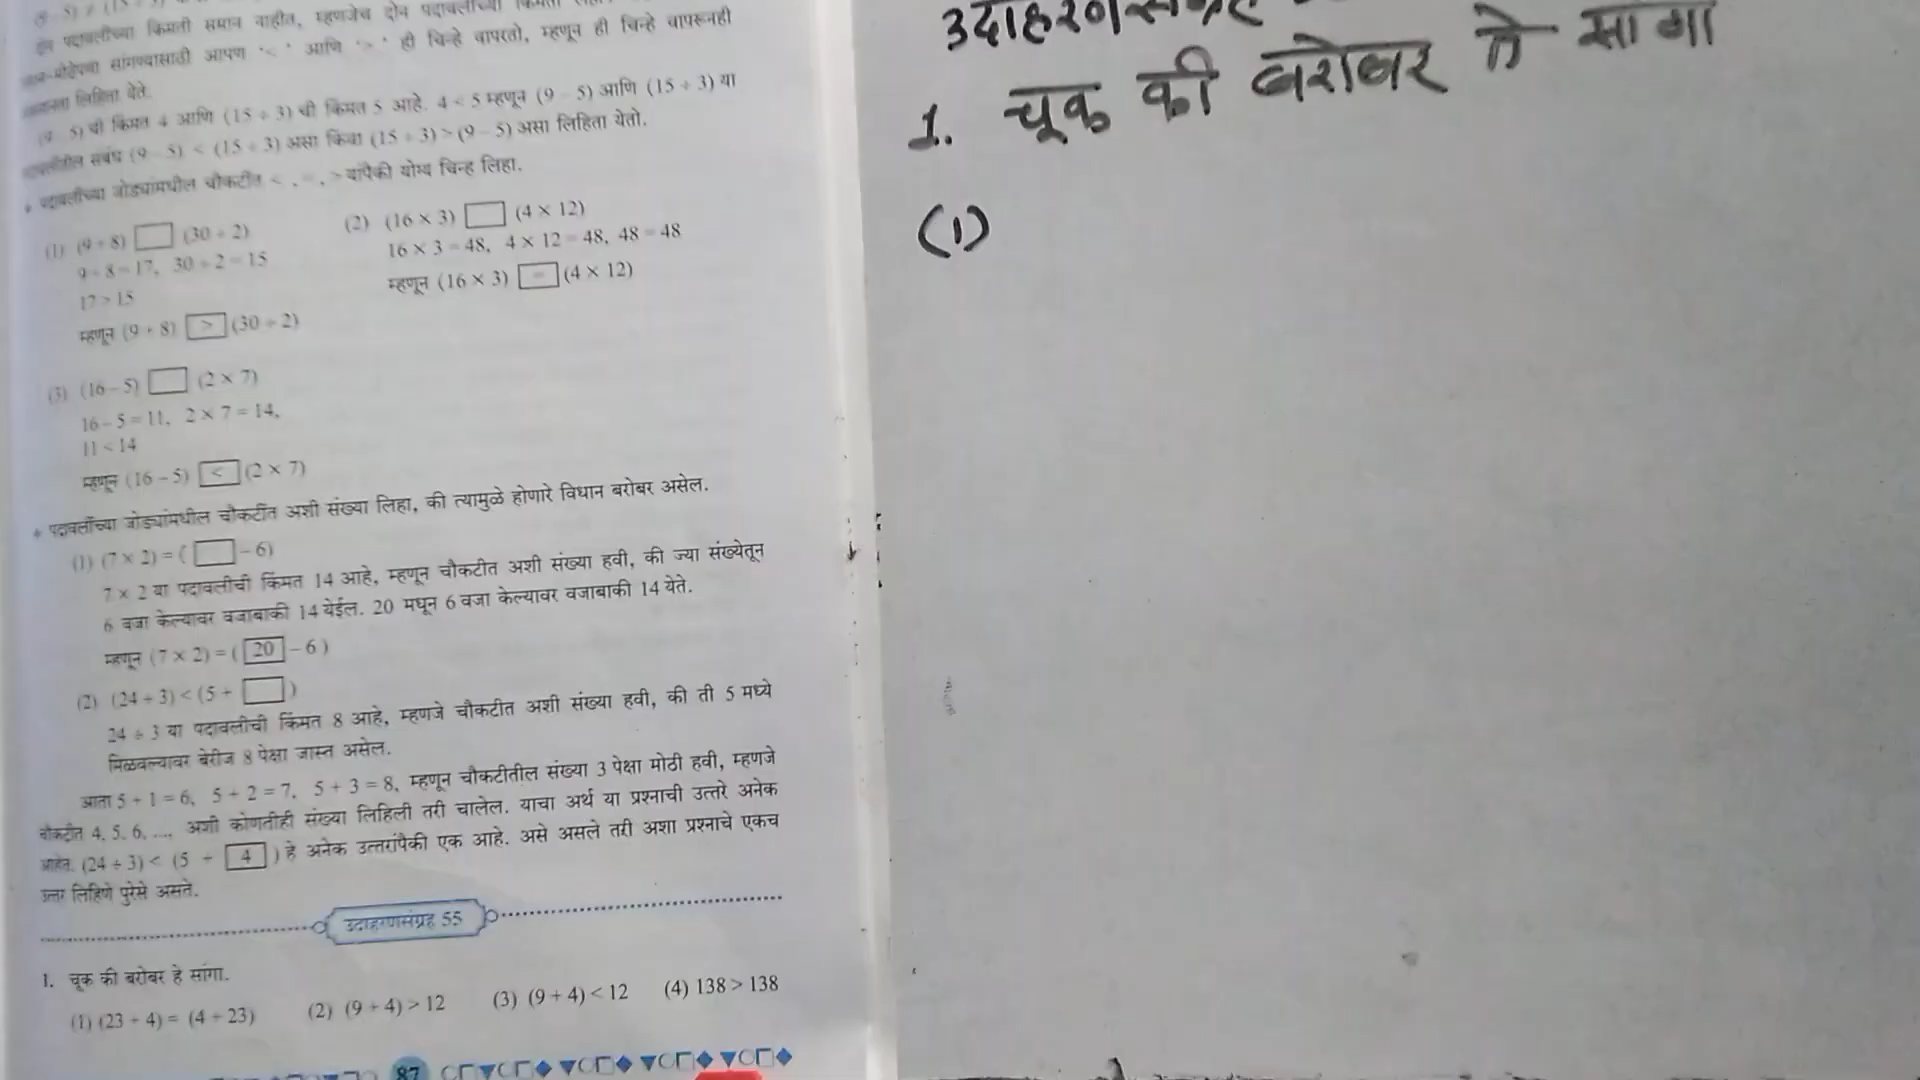 दोन पदावलींच्या किमती समान नाहीत, म्हणजेच दोन पदावलींच्या किमती
सांगण्यासाठी आपण '<' आणि '>' ही चिन्हे वापरतो, म्हणून ही चिन्हे वापरूनही
लिहिता येते.
(9 - 5) ची किंमत 4 आणि (15 ÷ 3) ची किंमत 5 आहे. 4 < 5 म्हणून (9 - 5) आणि (15 ÷ 3) या
संबंध (9 - 5) < (15 ÷ 3) असा किंवा (15 ÷ 3) > (9 - 5) असा लिहिता येतो.
पदावलींच्या जोड्यांमधील चौकटींत <, =, > यांपैकी योग्य चिन्ह लिहा.
(1) (9 + 8) □ (30 ÷ 2)
9 + 8 = 17, 30 ÷ 2 = 15
17 > 15
म्हणून (9 + 8) > (30 ÷ 2)
(2) (16 × 3) □ (4 × 12)
16 × 3 = 48, 4 × 12 = 48, 48 = 48
म्हणून (16 × 3) = (4 × 12)
(3) (16 - 5) □ (2 × 7)
16 - 5 = 11, 2 × 7 = 14,
11 < 14
म्हणून (16 - 5) < (2 × 7)
पदावलींच्या जोड्यांमधील चौकटींत अशी संख्या लिहा, की त्यामुळे होणारे विधान बरोबर असेल.
(1) (7 × 2) = ( □ - 6)
7 × 2 या पदावलीची किंमत 14 आहे, म्हणून चौकटीत अशी संख्या हवी, की ज्या संख्येतून
6 वजा केल्यावर वजाबाकी 14 येईल. 20 मधून 6 वजा केल्यावर वजाबाकी 14 येते.
म्हणून (7 × 2) = ( 20 - 6 )
(2) (24 ÷ 3) < (5 + □ )
24 ÷ 3 या पदावलीची किंमत 8 आहे, म्हणजे चौकटीत अशी संख्या हवी, की ती 5 मध्ये
मिळवल्यावर बेरीज 8 पेक्षा जास्त असेल.
आता 5 + 1 = 6, 5 + 2 = 7, 5 + 3 = 8, म्हणून चौकटीतील संख्या 3 पेक्षा मोठी हवी, म्हणजे
चौकटीत 4, 5, 6, ..., अशी कोणतीही संख्या लिहिली तरी चालेल. याचा अर्थ या प्रश्नाची उत्तरे अनेक
आहेत. (24 ÷ 3) < (5 + 4 ) हे अनेक उत्तरांपैकी एक आहे. असे असले तरी अशा प्रश्नाचे एकच
उत्तर लिहिणे पुरेसे असते.
उदाहरणसंग्रह 55
1. चूक की बरोबर हे सांगा.
(1) (23 + 4) = (4 + 23) (2) (9 + 4) > 12 (3) (9 + 4) < 12 (4) 138 > 138
87
उदाहरणसंग्रह
1. चूक की बरोबर ते सांगा
(1)